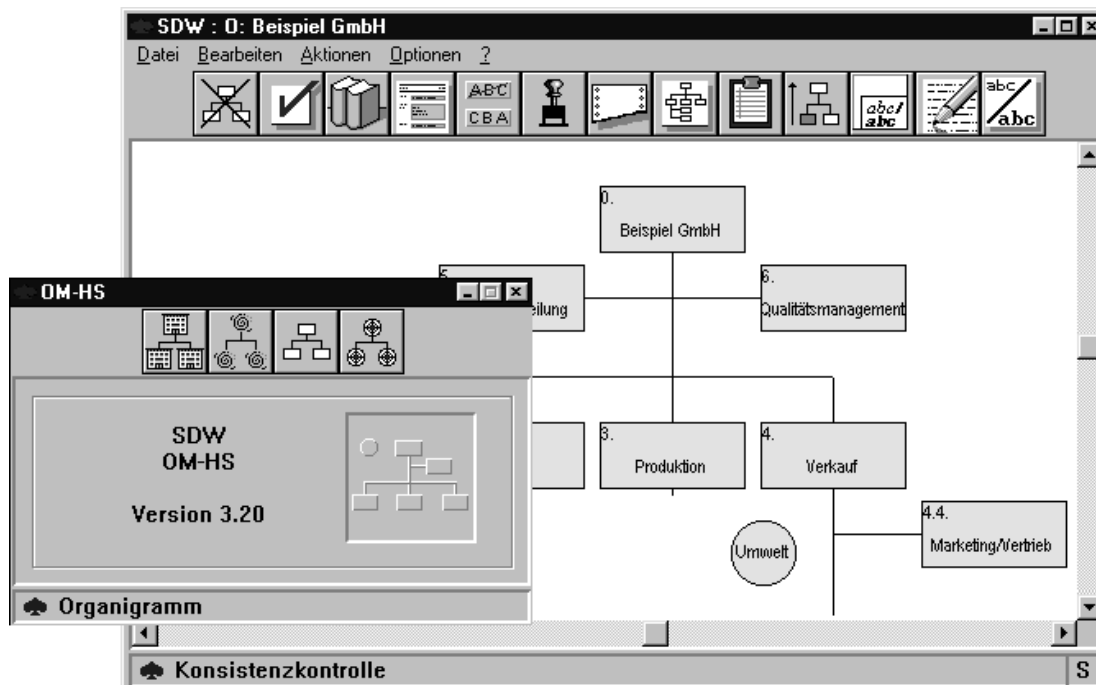 SDW : 0: Beispiel GmbH
Datei Bearbeiten Aktionen Optionen ?
ABC
CBA
abc/
abc
abc
/abc
0.
Beispiel GmbH
5.
eilung
6.
Qualitätsmanagement
3.
Produktion
4.
Verkauf
4.4.
Marketing/Vertrieb
Umwelt
OM-HS
SDW
OM-HS
Version 3.20
Organigramm
Konsistenzkontrolle
S